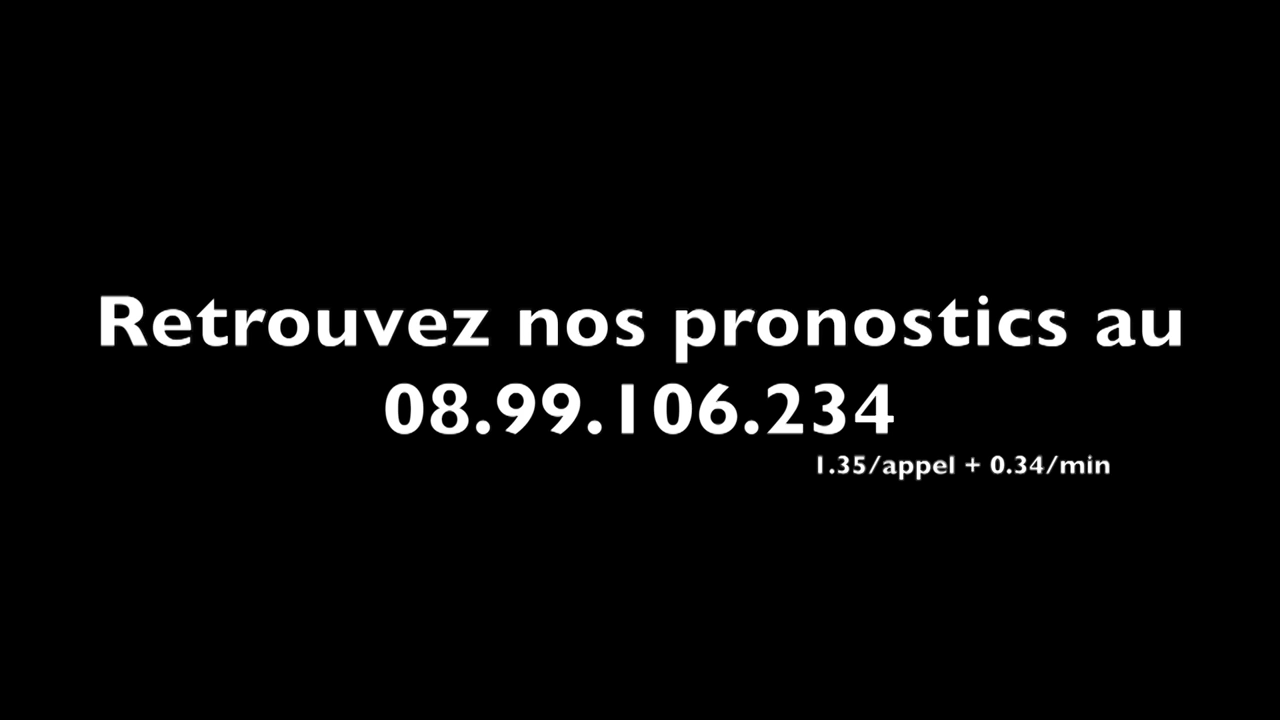 Retrouvez nos pronostics au
08.99.106.234
1.35/appel + 0.34/min